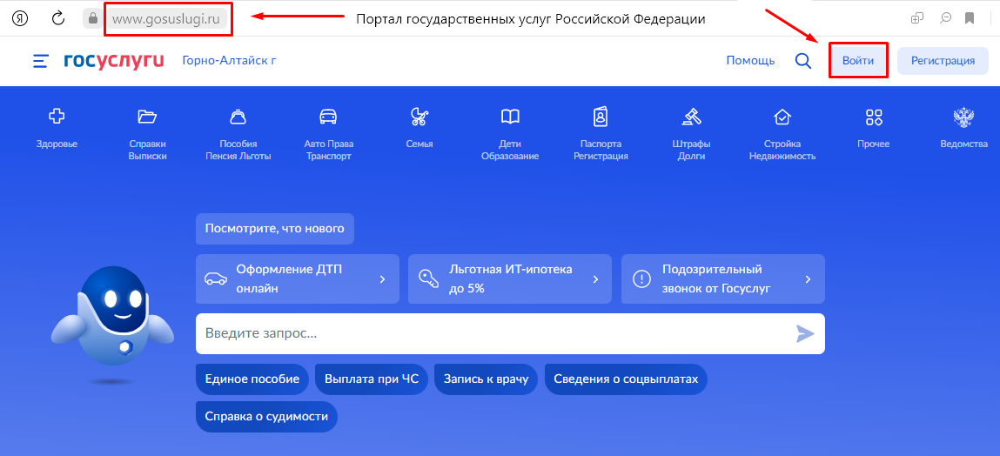 www.gosuslugi.ru
Портал государственных услуг Российской Федерации
госуслуги
Горно-Алтайск г
Помощь
Войти
Регистрация
Здоровье
Справки
Выписки
Пособия
Пенсия Льготы
Авто Права
Транспорт
Семья
Дети
Образование
Паспорта
Регистрация
Штрафы
Долги
Стройка
Недвижимость
Прочее
Ведомства
Посмотрите, что нового
Оформление ДТП
онлайн
Льготная ИТ-ипотека
до 5%
Подозрительный
звонок от Госуслуг
Введите запрос...
Единое пособие
Выплата при ЧС
Запись к врачу
Сведения о соцвыплатах
Справка о судимости